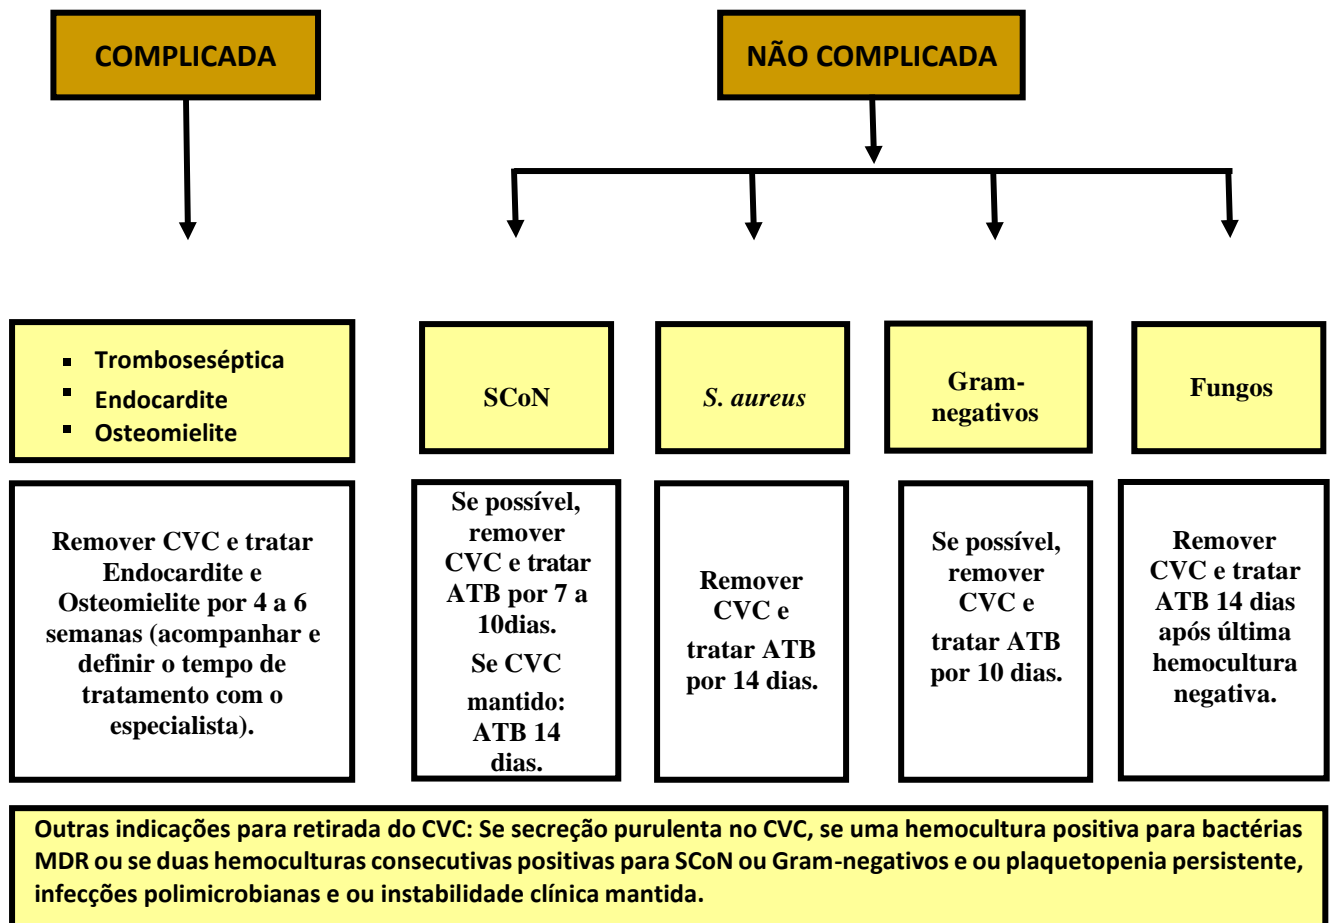 COMPLICADA
NÃO COMPLICADA
▪ Tromboseséptica
▪ Endocardite
▪ Osteomielite
SCoN
S. aureus
Gram-
negativos
Fungos
Remover CVC e tratar
Endocardite e
Osteomielite por 4 a 6
semanas (acompanhar e
definir o tempo de
tratamento com o
especialista).
Se possível,
remover
CVC e tratar
ATB por 7 a
10dias.
Se CVC
mantido:
ATB 14
dias.
Remover
CVC e
tratar ATB
por 14 dias.
Se possível,
remover
CVC e
tratar ATB
por 10 dias.
Remover
CVC e tratar
ATB 14 dias
após última
hemocultura
negativa.
Outras indicações para retirada do CVC: Se secreção purulenta no CVC, se uma hemocultura positiva para bactérias
MDR ou se duas hemoculturas consecutivas positivas para SCoN ou Gram-negativos e ou plaquetopenia persistente,
infecções polimicrobianas e ou instabilidade clínica mantida.